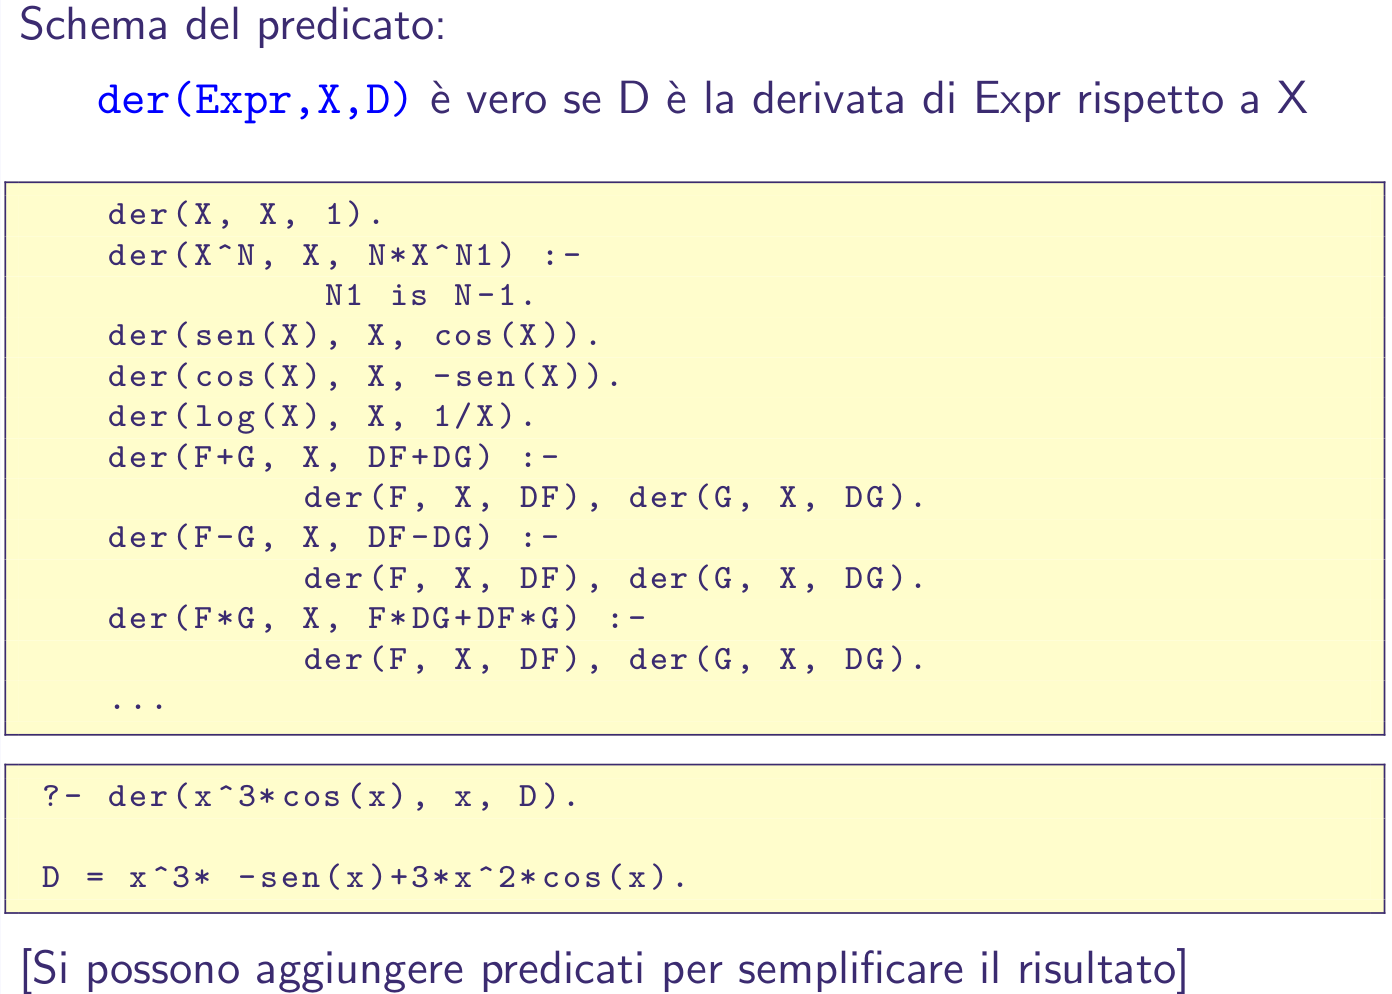 Schema del predicato:
der(Expr,X,D) è vero se D è la derivata di Expr rispetto a X
der(X, X, 1).
der(X^N, X, N*X^N1) :-
N1 is N-1.
der(sen(X), X, cos(X)).
der(cos(X), X, -sen(X)).
der(log(X), X, 1/X).
der(F+G, X, DF+DG) :-
der(F, X, DF), der(G, X, DG).
der(F-G, X, DF-DG) :-
der(F, X, DF), der(G, X, DG).
der(F*G, X, F*DG+DF*G) :-
der(F, X, DF), der(G, X, DG).
...
?- der(x^3*cos(x), x, D).
D = x^3* -sen(x)+3*x^2*cos(x).
[Si possono aggiungere predicati per semplificare il risultato]